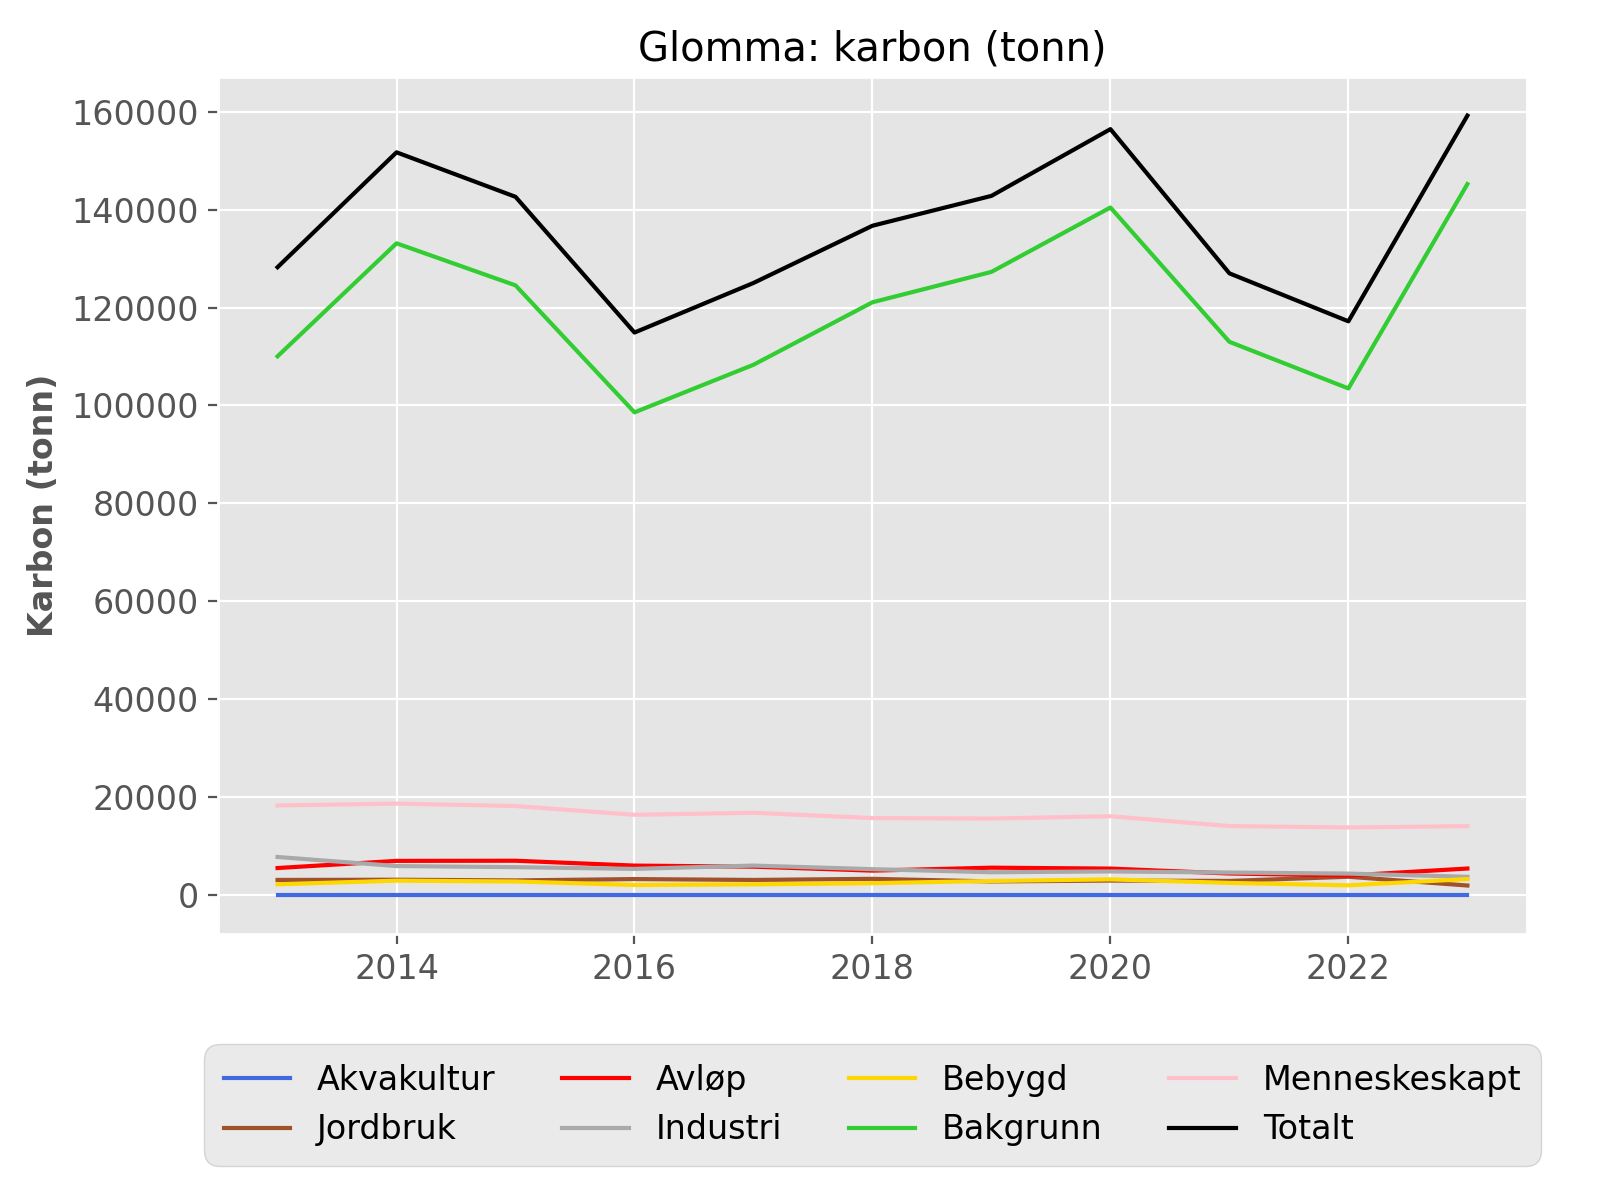 Glomma: karbon (tonn)
Karbon (tonn)
160000
140000
120000
100000
80000
60000
40000
20000
0
2014 2016 2018 2020 2022
Akvakultur Avløp Bebygd Menneskeskapt
Jordbruk Industri Bakgrunn Totalt